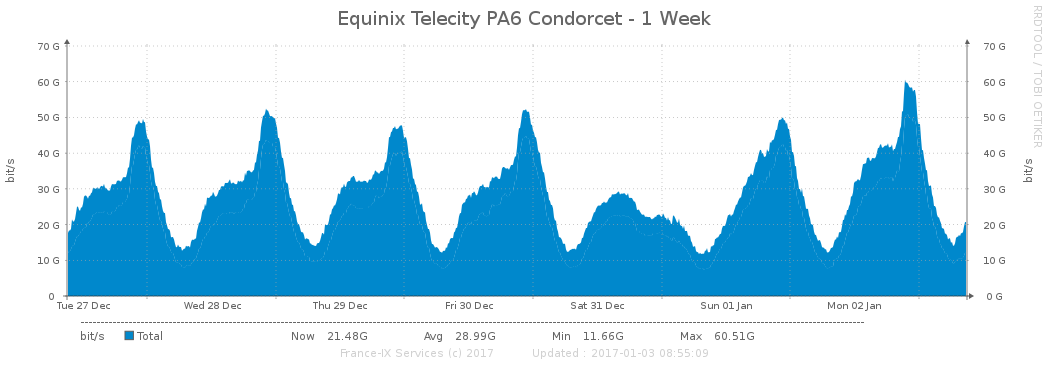 Equinix Telecity PA6 Condorcet - 1 Week
RRDTOOL / TOBI OETIKER
bit/s
bit/s
70 G 70 G
60 G 60 G
50 G 50 G
40 G 40 G
30 G 30 G
20 G 20 G
10 G 10 G
0 0 G
Tue 27 Dec Wed 28 Dec Thu 29 Dec Fri 30 Dec Sat 31 Dec Sun 01 Jan Mon 02 Jan
bit/s Total Now 21.48G Avg 28.99G Min 11.66G Max 60.51G
France-IX Services (c) 2017 Updated : 2017-01-03 08:55:09